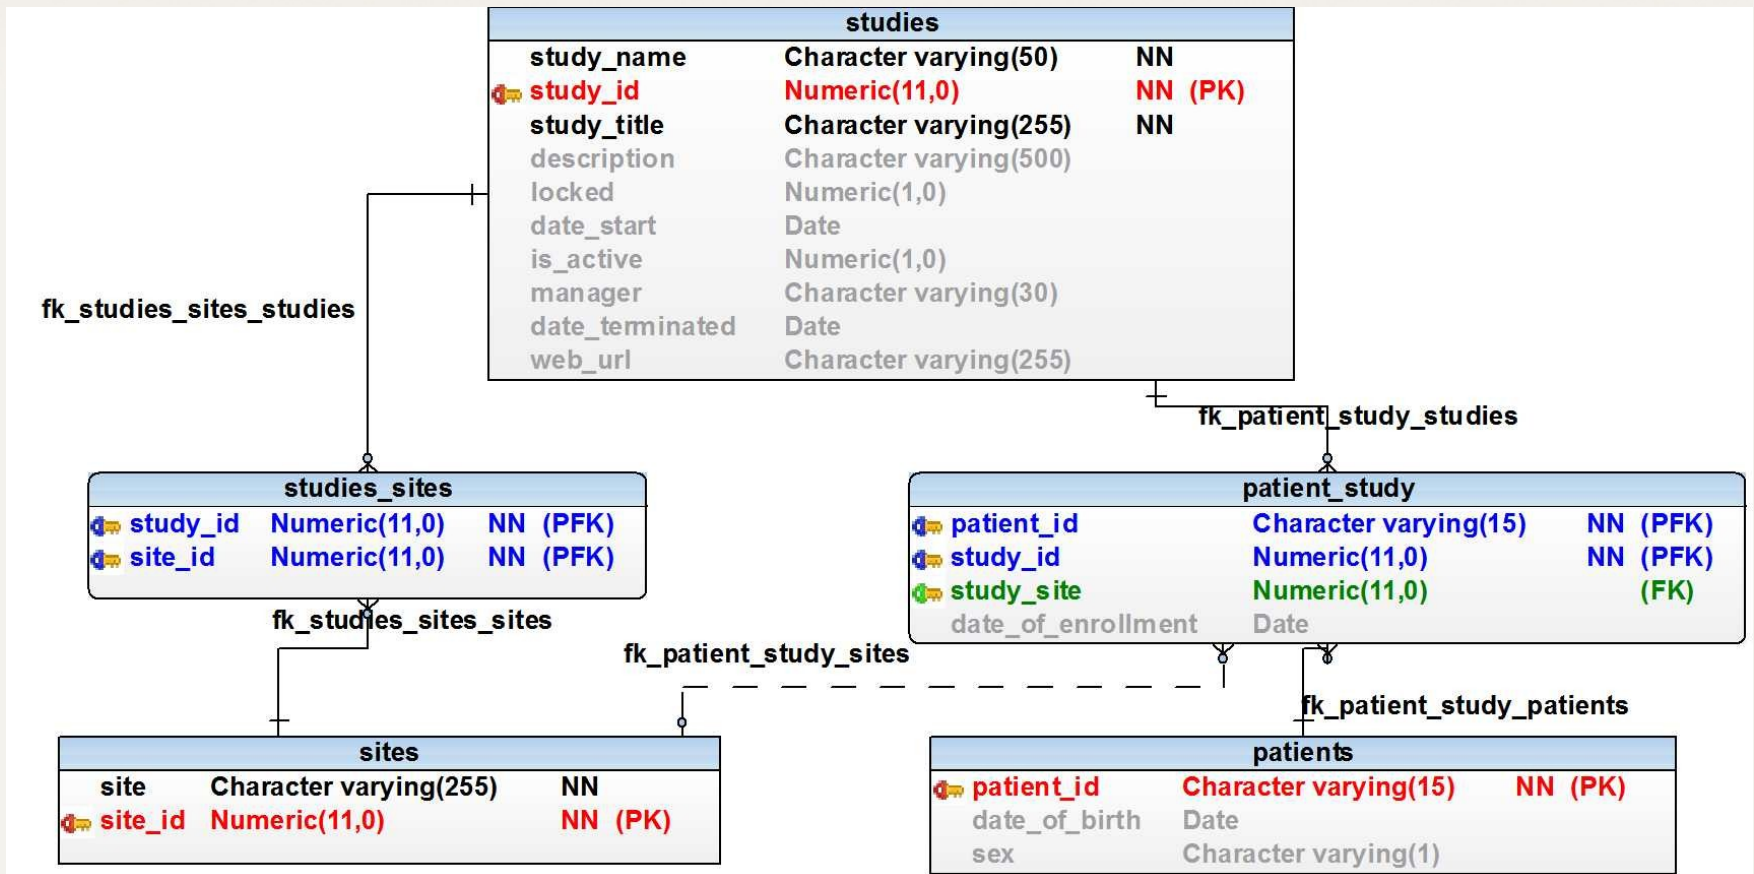 studies
study_name Character varying(50) NN
study_id Numeric(11,0) NN (PK)
study_title Character varying(255) NN
description Character varying(500)
locked Numeric(1,0)
date_start Date
is_active Numeric(1,0)
manager Character varying(30)
date_terminated Date
web_url Character varying(255)
fk_studies_sites_studies
fk_patient_study_studies
studies_sites
study_id Numeric(11,0) NN (PFK)
site_id Numeric(11,0) NN (PFK)
patient_study
patient_id Character varying(15) NN (PFK)
study_id Numeric(11,0) NN (PFK)
study_site Numeric(11,0) (FK)
date_of_enrollment Date
fk_studies_sites_sites
fk_patient_study_sites
fk_patient_study_patients
sites
site Character varying(255) NN
site_id Numeric(11,0) NN (PK)
patients
patient_id Character varying(15) NN (PK)
date_of_birth Date
sex Character varying(1)